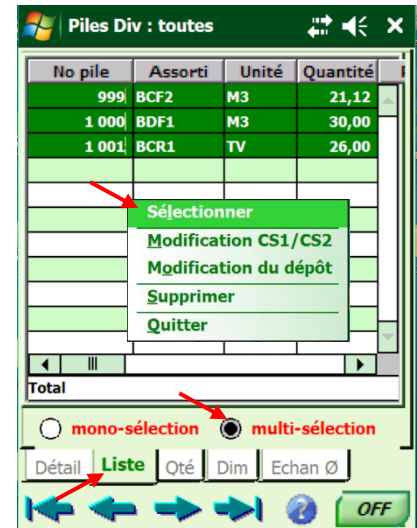 Piles Div : toutes
No pile Assorti Unité Quantité
999 BCF2 M3 21,12
1 000 BDF1 M3 30,00
1 001 BCR1 TV 26,00
Sélectionner
Modification CS1/CS2
Modification du dépôt
Supprimer
Quitter
Total
mono-sélection multi-sélection
Détail Liste Qté Dim Echan Ø
OFF